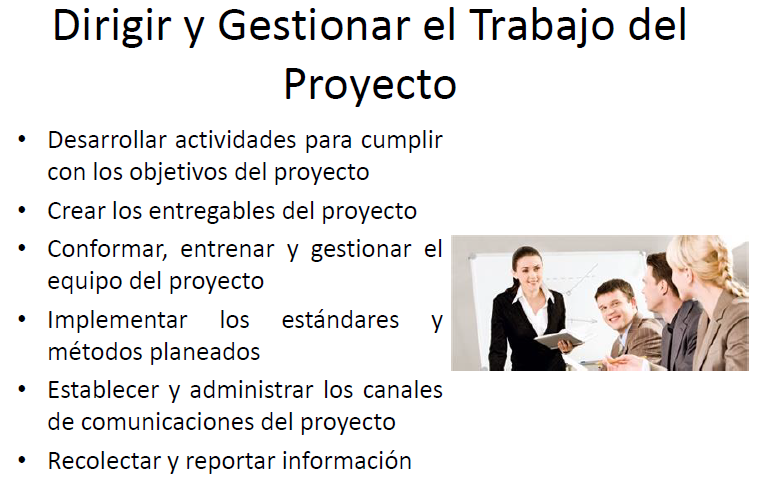 Dirigir y Gestionar el Trabajo del
Proyecto
• Desarrollar actividades para cumplir
con los objetivos del proyecto
• Crear los entregables del proyecto
• Conformar, entrenar y gestionar el
equipo del proyecto
• Implementar los estándares y
métodos planeados
• Establecer y administrar los canales
de comunicaciones del proyecto
• Recolectar y reportar información